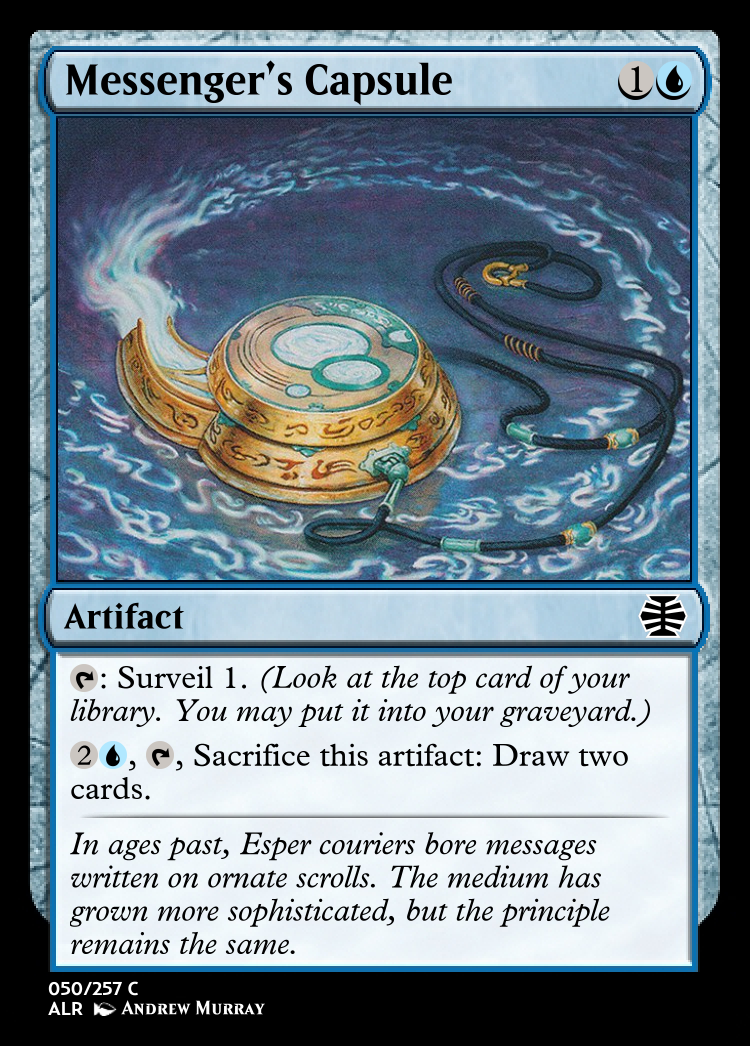 Messenger's Capsule 1
Artifact
: Surveil 1. (Look at the top card of your
library. You may put it into your graveyard.)
2, , Sacrifice this artifact: Draw two
cards.
In ages past, Esper couriers bore messages
written on ornate scrolls. The medium has
grown more sophisticated, but the principle
remains the same.
050/257 C
ALR Andrew Murray